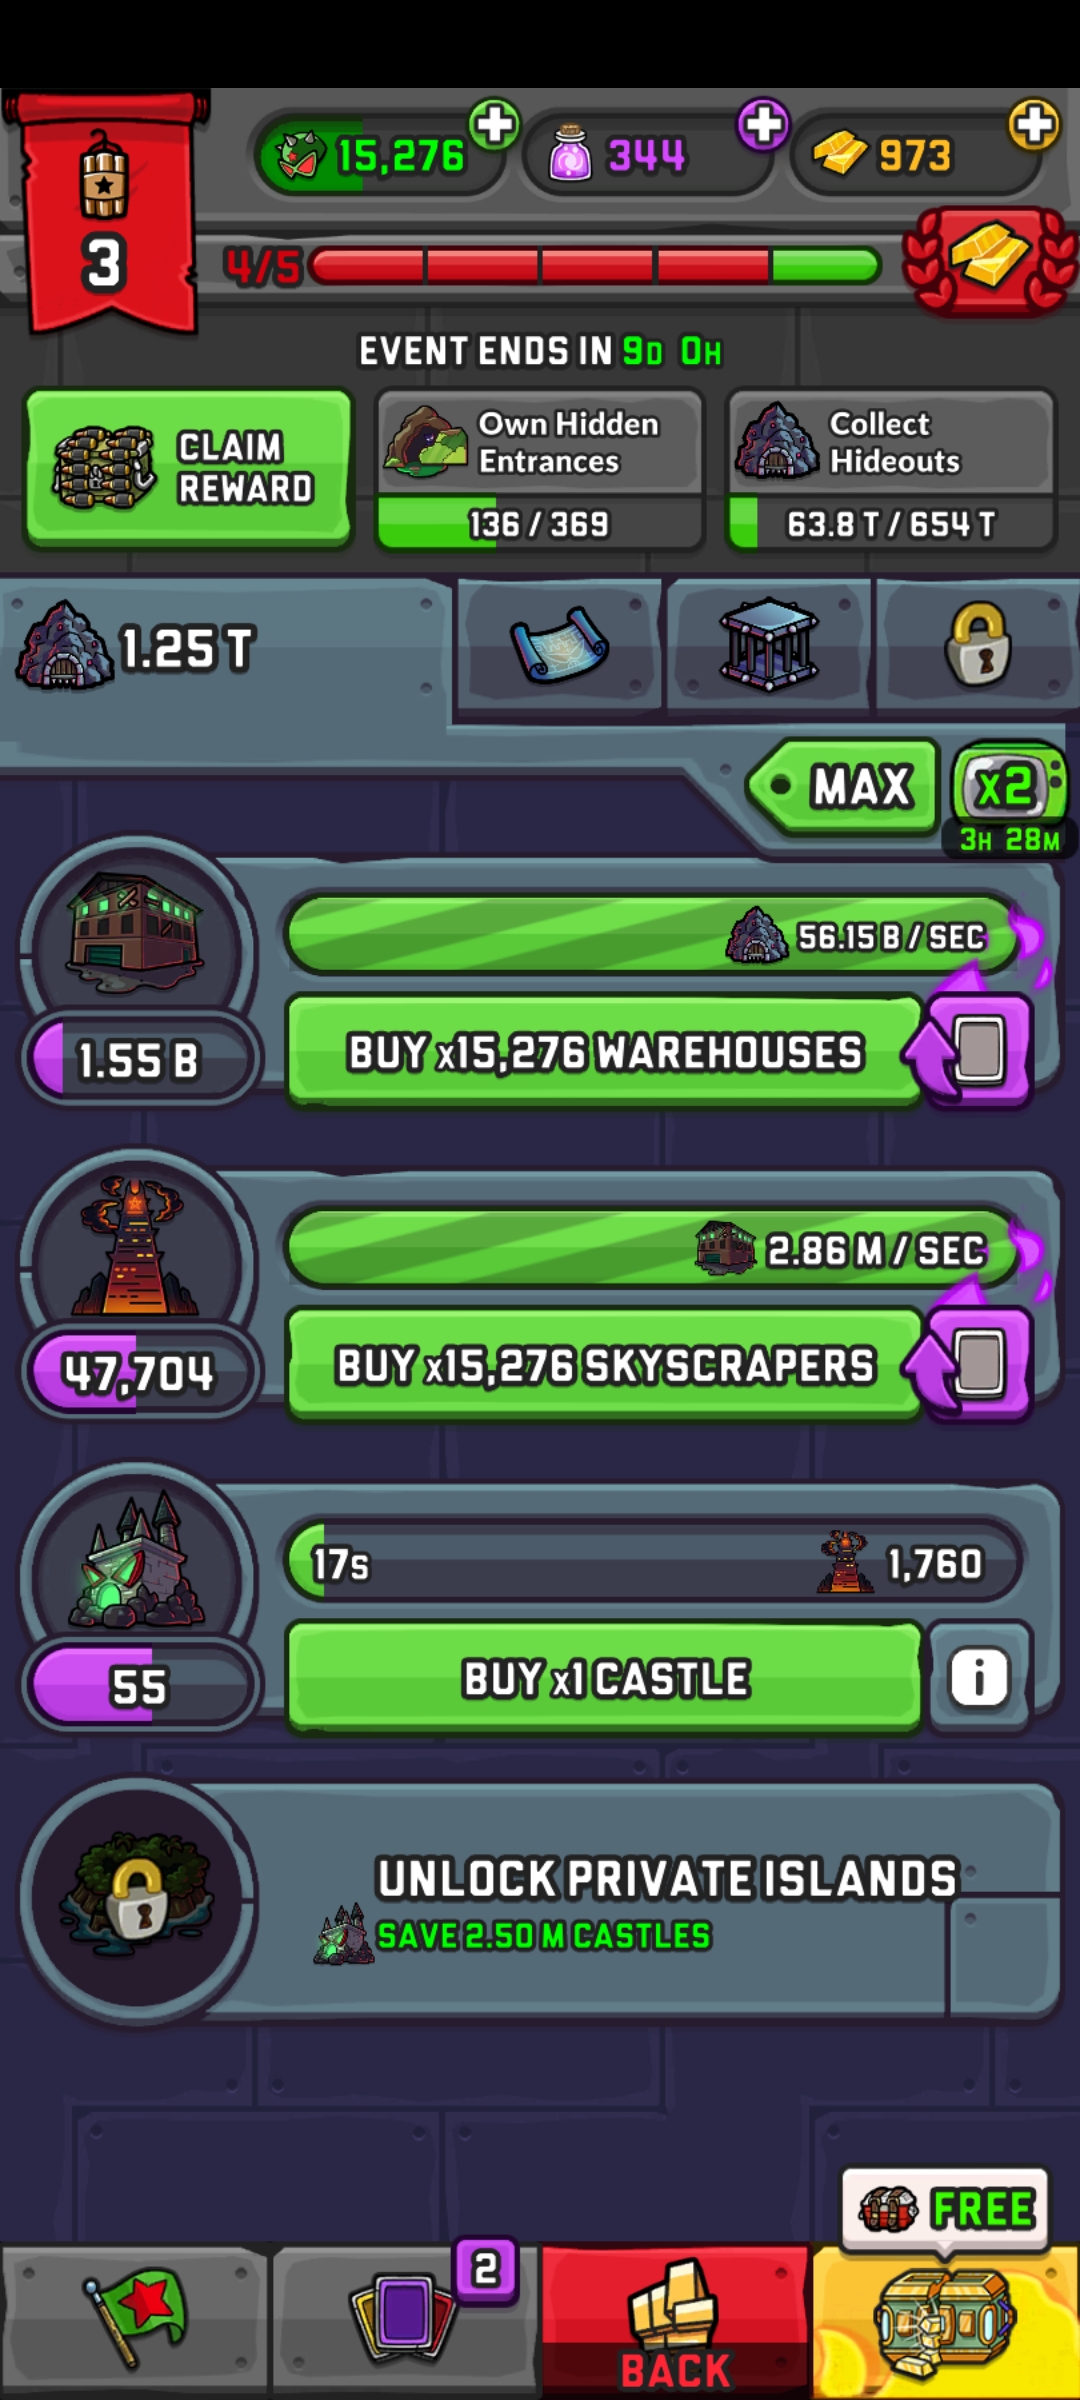 15,276
344
973
3
4/5
EVENT ENDS IN 9D 0H
CLAIM
REWARD
Own Hidden
Entrances
136 / 369
Collect
Hideouts
63.8 T / 654 T
1.25 T
MAX
x2
3H 28M
56.15 B / SEC
1.55 B
BUY x15,276 WAREHOUSES
2.86 M / SEC
47,704
BUY x15,276 SKYSCRAPERS
17s
1,760
55
BUY x1 CASTLE
i
UNLOCK PRIVATE ISLANDS
SAVE 2.50 M CASTLES
FREE
2
BACK